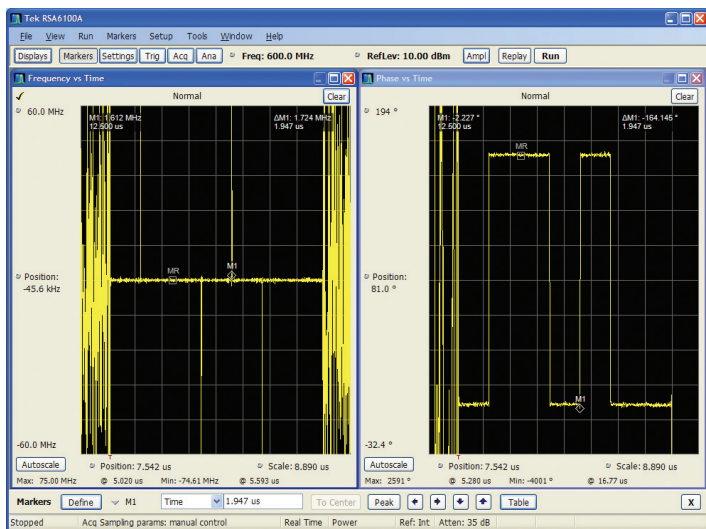 Tek RSA6100A
File View Run Markers Setup Tools Window Help
Displays Markers Settings Trig Acq Ana Freq: 600.0 MHz RefLev: 10.00 dBm Ampl Replay Run
Frequency vs Time
Normal
Clear
60.0 MHz
M1: 1.612 MHz
12.500 us
ΔM1: 1.724 MHz
1.947 us
MR
M1
Position:
-45.6 kHz
-60.0 MHz
T
Autoscale
Position: 7.542 us
Scale: 8.890 us
Max: 75.00 MHz @ 5.020 us Min: -74.61 MHz @ 5.593 us
Phase vs Time
Normal
Clear
194 °
M1: -2.227 °
12.500 us
ΔM1: -164.145 °
1.947 us
MR
M1
Position:
81.0 °
-32.4 °
T
Autoscale
Position: 7.542 us
Scale: 8.890 us
Max: 2591 ° @ 5.280 us Min: -4001 ° @ 16.77 us
Markers Define M1 Time 1.947 us To Center Peak Table X
Stopped Acq Sampling params: manual control Real Time Power Ref: Int Atten: 35 dB